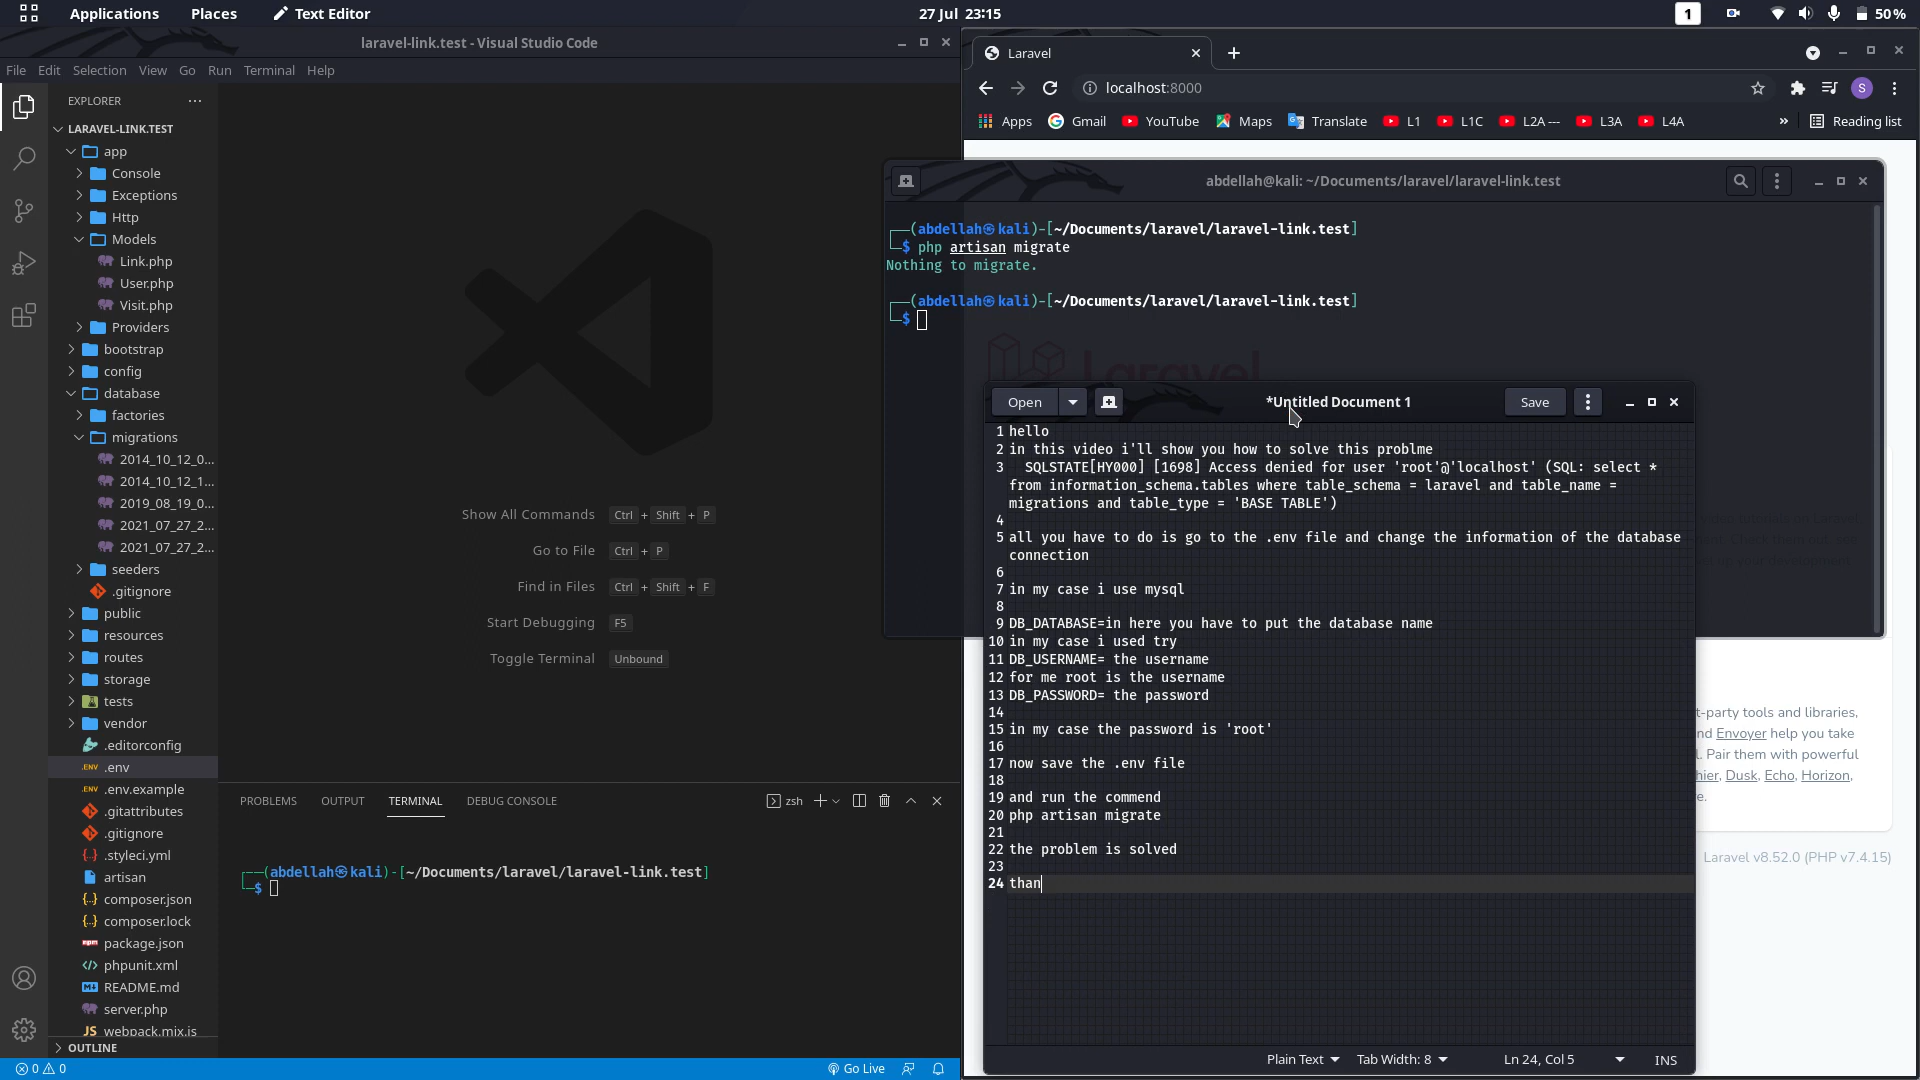 Applications Places Text Editor 27 Jul 23:15 1 50%
laravel-link.test - Visual Studio Code
File Edit Selection View Go Run Terminal Help
EXPLORER ...
LARAVEL-LINK.TEST
app
Console
Exceptions
Http
Models
Link.php
User.php
Visit.php
Providers
bootstrap
config
database
factories
migrations
2014_10_12_0...
2014_10_12_1...
2019_08_19_0...
2021_07_27_2...
2021_07_27_2...
seeders
.gitignore
public
resources
routes
storage
tests
vendor
.editorconfig
.ENV .env
.ENV .env.example
.gitattributes
.gitignore
{·} .styleci.yml
artisan
{·} composer.json
{·} composer.lock
npm package.json
</> phpunit.xml
M↓ README.md
server.php
JS webpack.mix.js
OUTLINE
0 0
Show All Commands Ctrl + Shift + P
Go to File Ctrl + P
Find in Files Ctrl + Shift + F
Start Debugging F5
Toggle Terminal Unbound
PROBLEMS OUTPUT TERMINAL DEBUG CONSOLE zsh
┌──(abdellah㉿kali)-[~/Documents/laravel/laravel-link.test]
└─$
Go Live
Laravel
localhost:8000 S
Apps Gmail YouTube Maps Translate L1 L1C L2A --- L3A L4A » Reading list
abdellah@kali: ~/Documents/laravel/laravel-link.test
┌──(abdellah㉿kali)-[~/Documents/laravel/laravel-link.test]
└─$ php artisan migrate
Nothing to migrate.
┌──(abdellah㉿kali)-[~/Documents/laravel/laravel-link.test]
└─$
Laravel
Open *Untitled Document 1 Save
1 hello
2 in this video i'll show you how to solve this problme
3 SQLSTATE[HY000] [1698] Access denied for user 'root'@'localhost' (SQL: select *
from information_schema.tables where table_schema = laravel and table_name =
migrations and table_type = 'BASE TABLE')
4
5 all you have to do is go to the .env file and change the information of the database
connection
6
7 in my case i use mysql
8
9 DB_DATABASE=in here you have to put the database name
10 in my case i used try
11 DB_USERNAME= the username
12 for me root is the username
13 DB_PASSWORD= the password
14
15 in my case the password is 'root'
16
17 now save the .env file
18
19 and run the commend
20 php artisan migrate
21
22 the problem is solved
23
24 than
Plain Text Tab Width: 8 Ln 24, Col 5 INS
t-party tools and libraries,
nd Envoyer help you take
l. Pair them with powerful
hier, Dusk, Echo, Horizon,
e.
Laravel v8.52.0 (PHP v7.4.15)